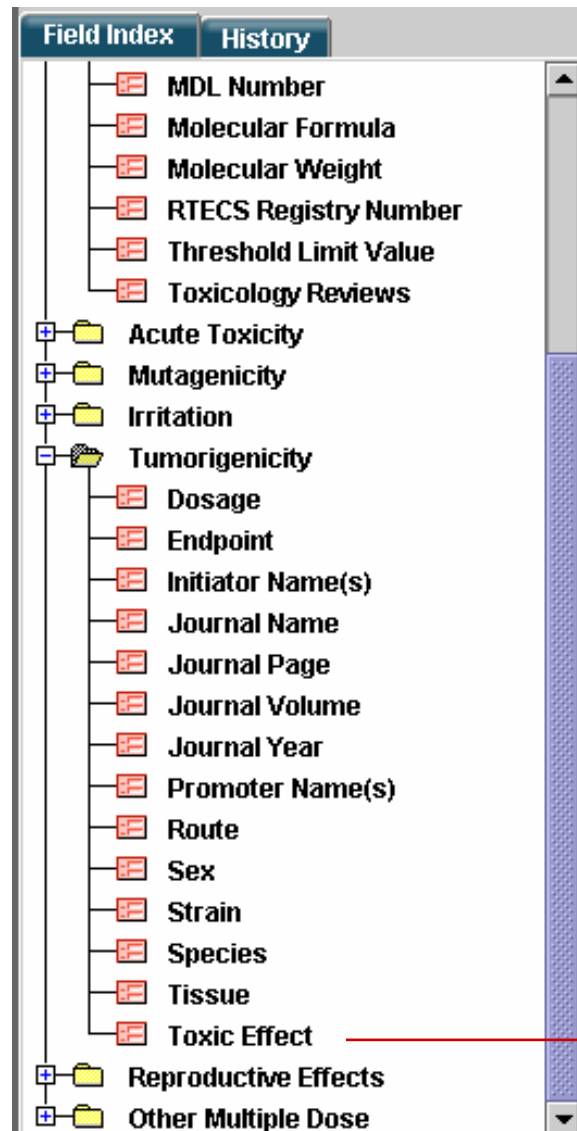 Field Index History
MDL Number
Molecular Formula
Molecular Weight
RTECS Registry Number
Threshold Limit Value
Toxicology Reviews
Acute Toxicity
Mutagenicity
Irritation
Tumorigenicity
Dosage
Endpoint
Initiator Name(s)
Journal Name
Journal Page
Journal Volume
Journal Year
Promoter Name(s)
Route
Sex
Strain
Species
Tissue
Toxic Effect
Reproductive Effects
Other Multiple Dose